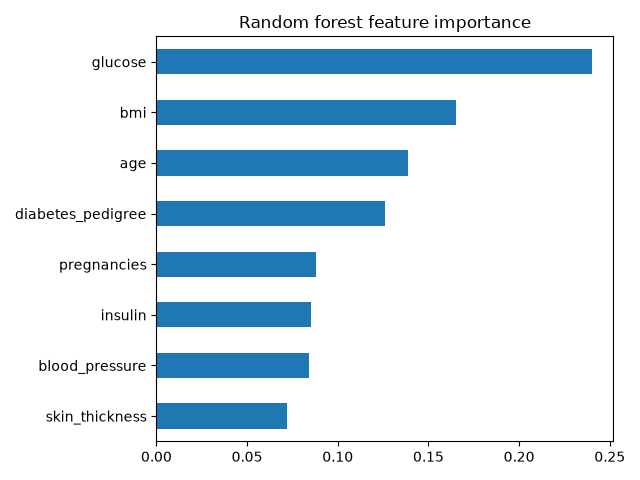 Random forest feature importance
glucose
bmi
age
diabetes_pedigree
pregnancies
insulin
blood_pressure
skin_thickness
0.00 0.05 0.10 0.15 0.20 0.25